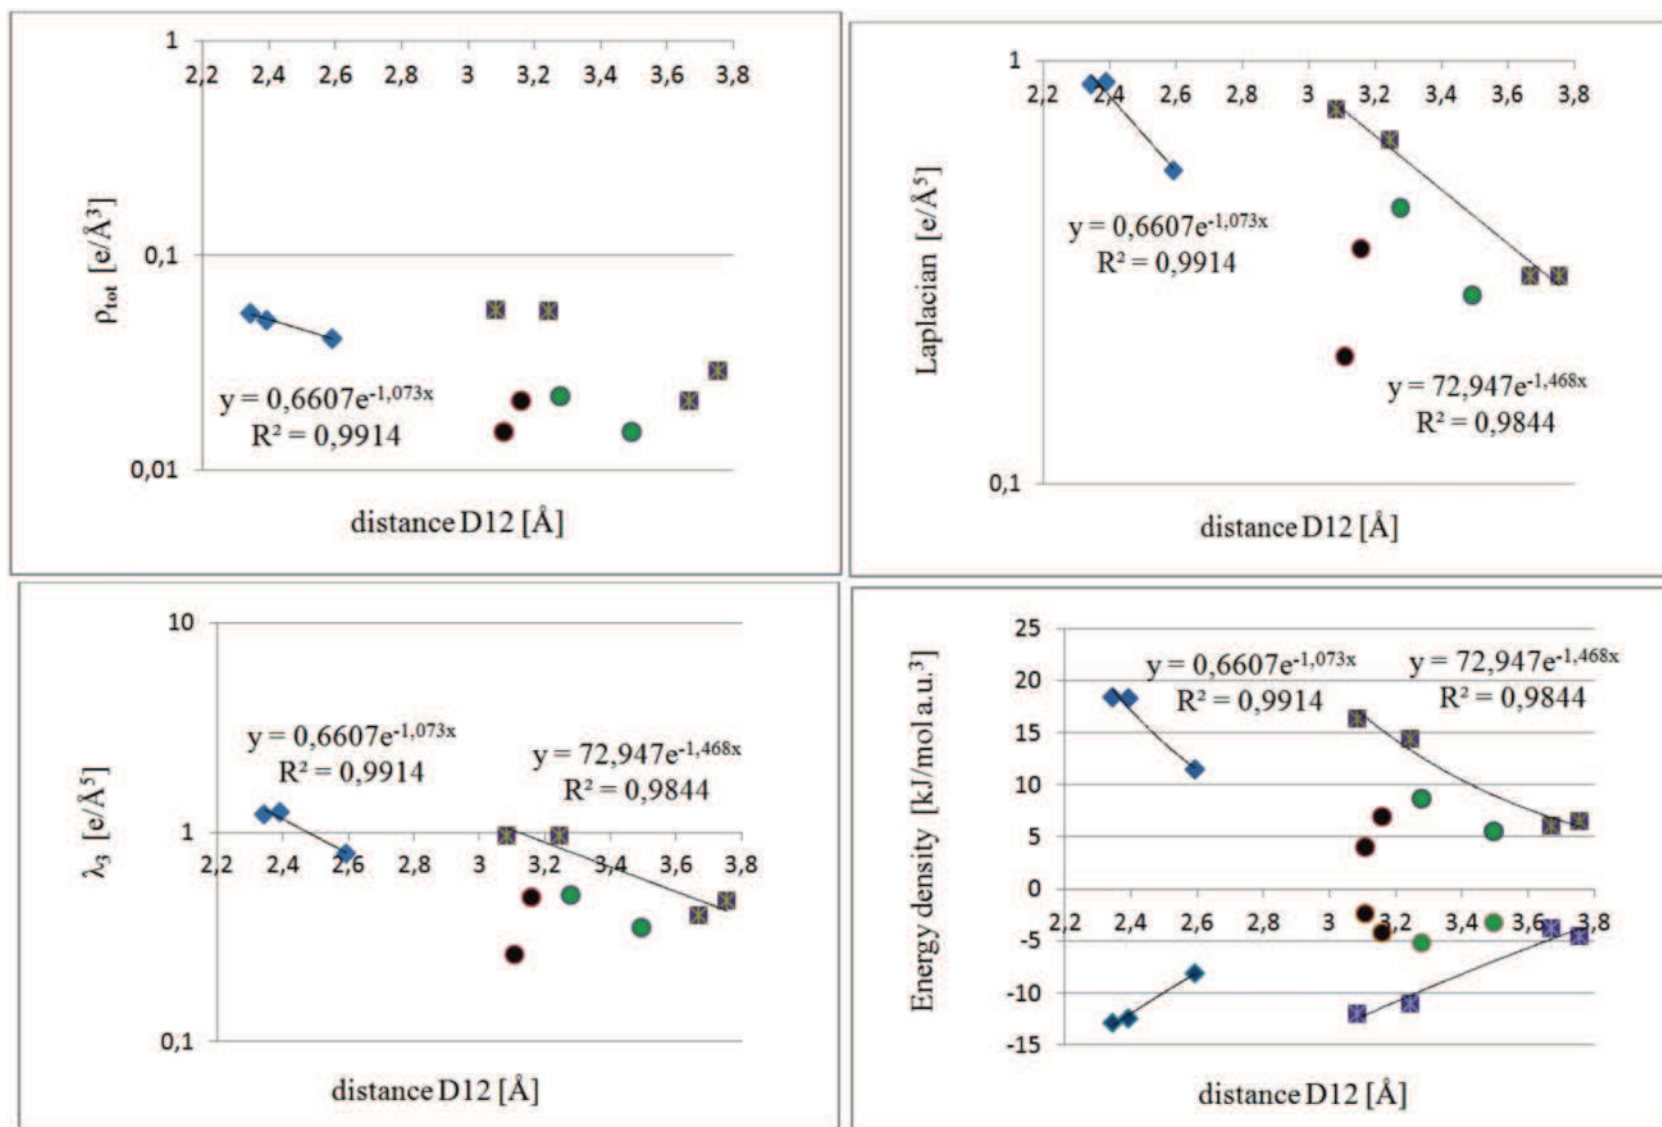 1
2,2 2,4 2,6 2,8 3 3,2 3,4 3,6 3,8
ρtot [e/Å³]
0,1
y = 0,6607e^-1,073x
R² = 0,9914
0,01
distance D12 [Å]
1
2,2 2,4 2,6 2,8 3 3,2 3,4 3,6 3,8
Laplacian [e/Å⁵]
y = 0,6607e^-1,073x
R² = 0,9914
y = 72,947e^-1,468x
R² = 0,9844
0,1
distance D12 [Å]
10
y = 0,6607e^-1,073x
R² = 0,9914
y = 72,947e^-1,468x
R² = 0,9844
λ₃ [e/Å⁵]
1
2,2 2,4 2,6 2,8 3 3,2 3,4 3,6 3,8
0,1
distance D12 [Å]
25
y = 0,6607e^-1,073x
R² = 0,9914
y = 72,947e^-1,468x
R² = 0,9844
20
15
10
5
0
2,2 2,4 2,6 2,8 3 3,2 3,4 3,6 3,8
-5
-10
-15
Energy density [kJ/mol a.u.³]
distance D12 [Å]